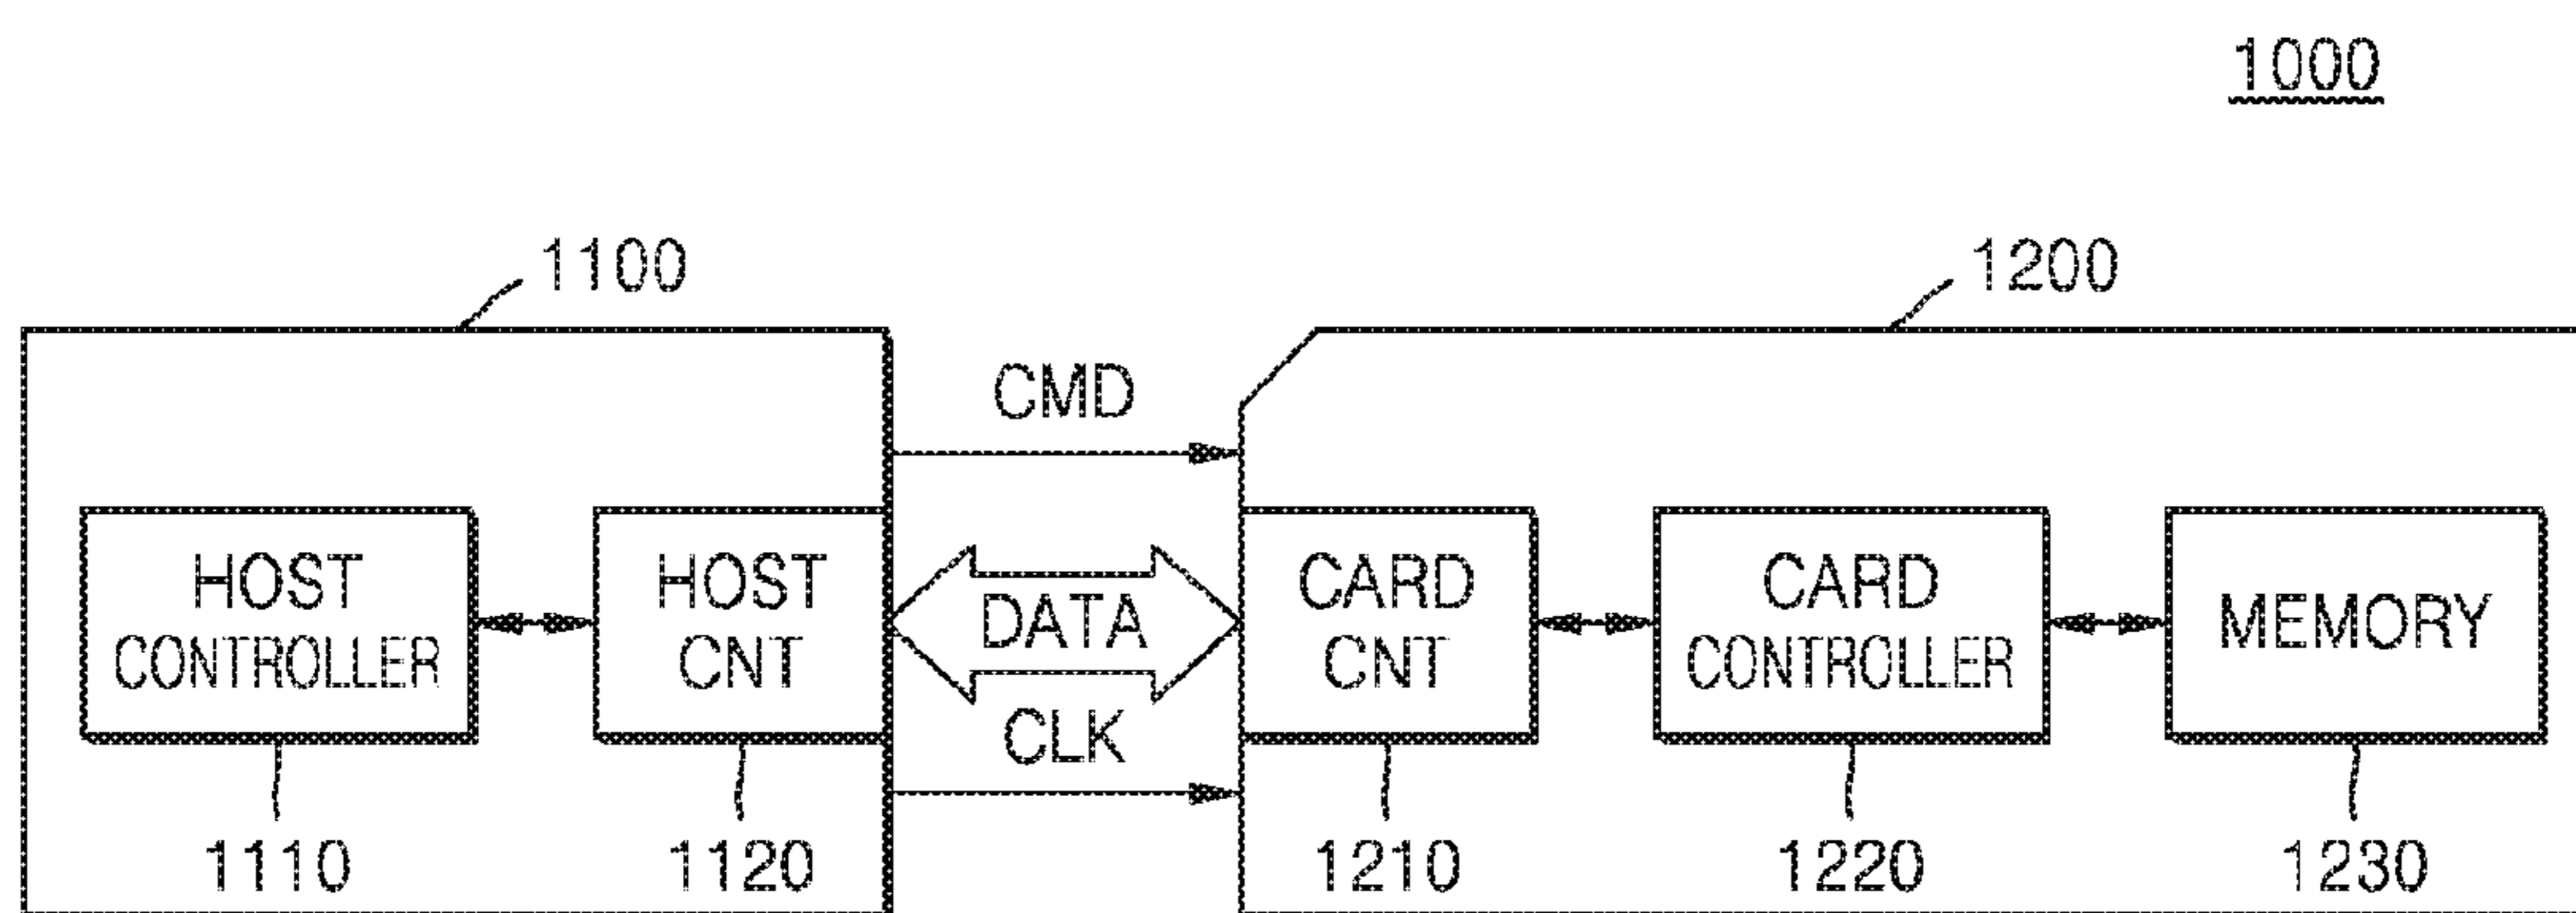 1000
1100
1200
CMD
HOST
CONTROLLER
HOST
CNT
DATA
CARD
CNT
CARD
CONTROLLER
MEMORY
CLK
1110
1120
1210
1220
1230